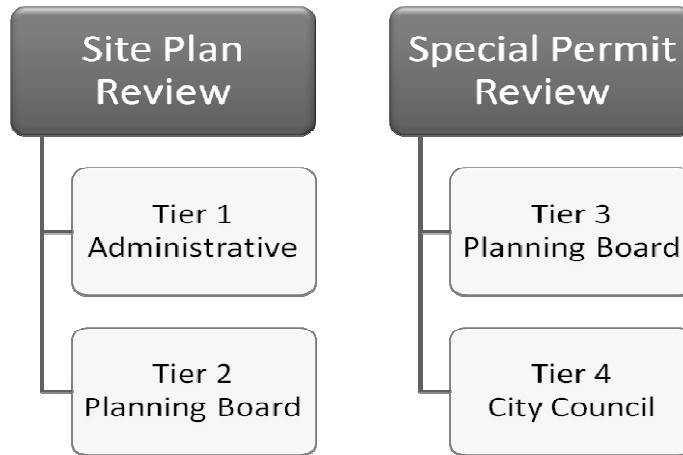 Site Plan
Review
Tier 1
Administrative
Tier 2
Planning Board
Special Permit
Review
Tier 3
Planning Board
Tier 4
City Council